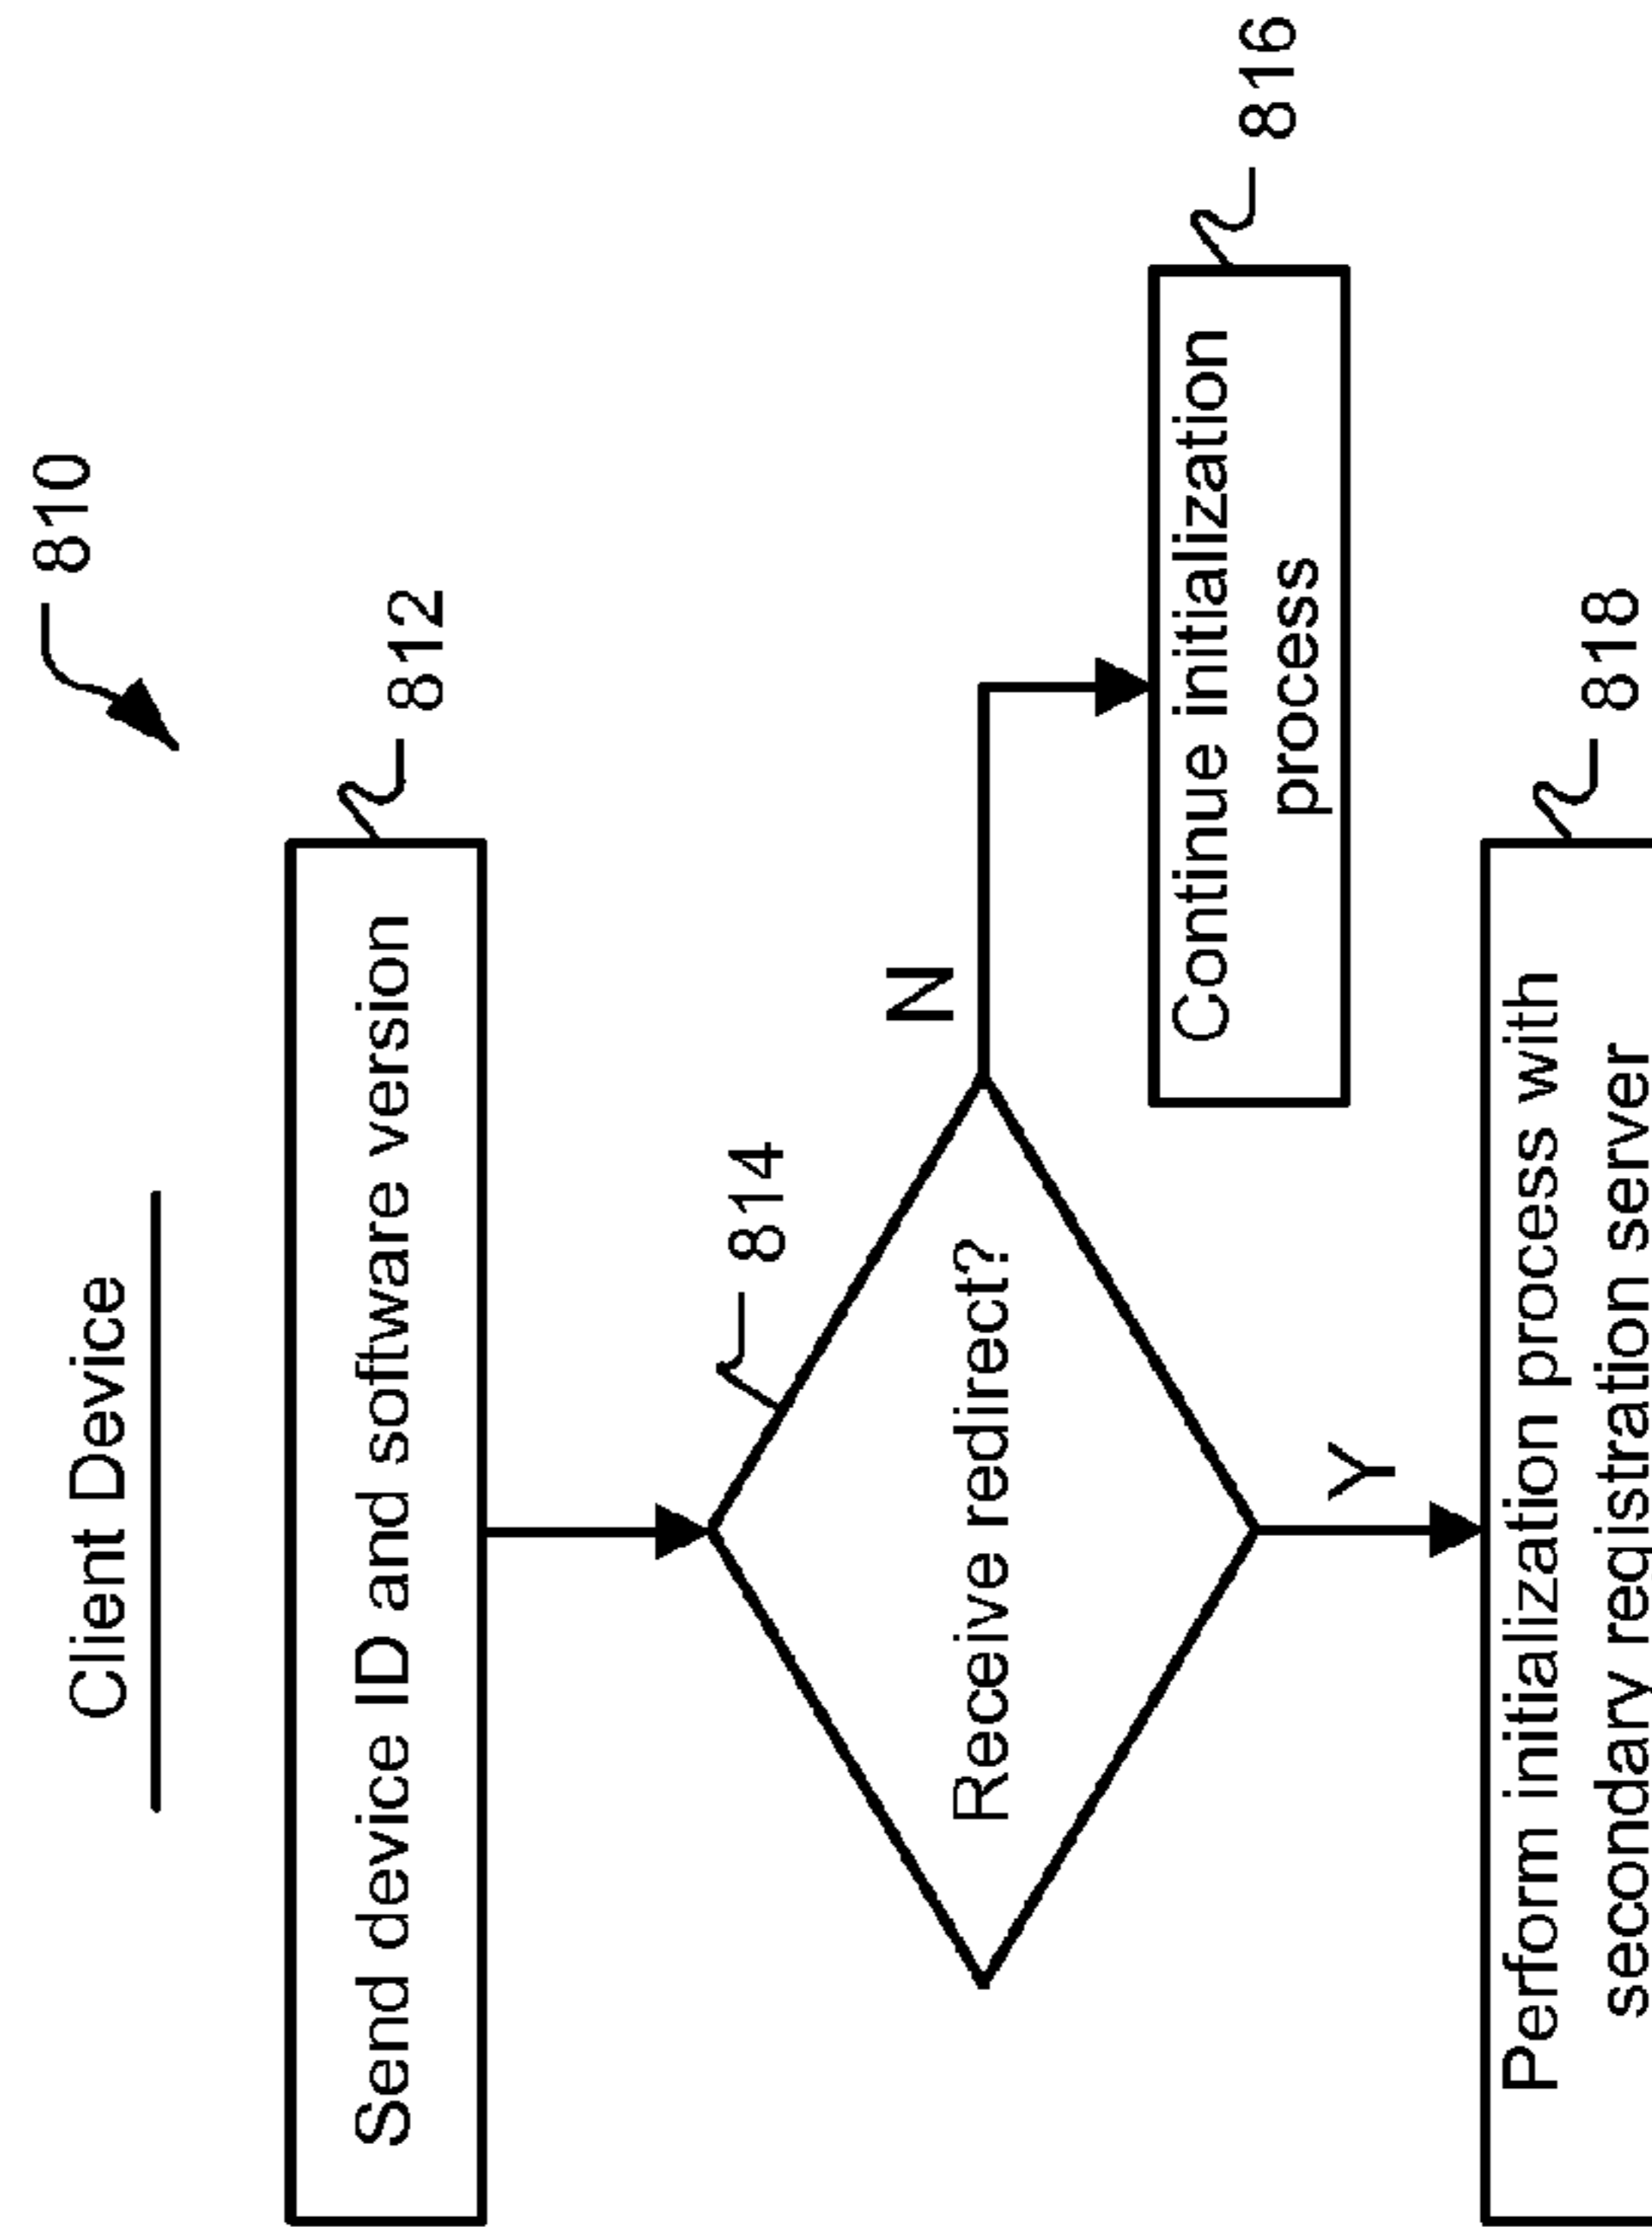 Client Device
810
Send device ID and software version
812
814
Receive redirect?
N
Continue initialization
process
816
Y
Perform initialization process with
secondary registration server
818